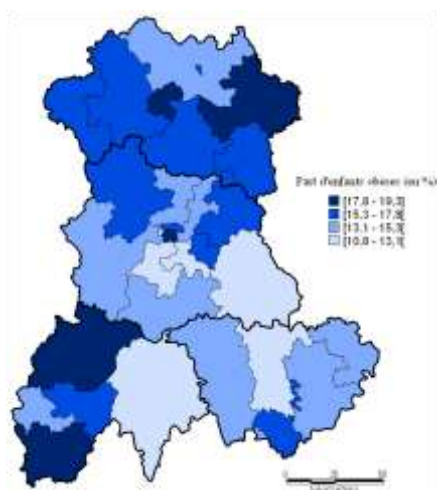 Part d'enfants obèses (en %)
[17,8 - 19,3]
[15,3 - 17,8[
[13,1 - 15,3[
[10,8 - 13,1[
0